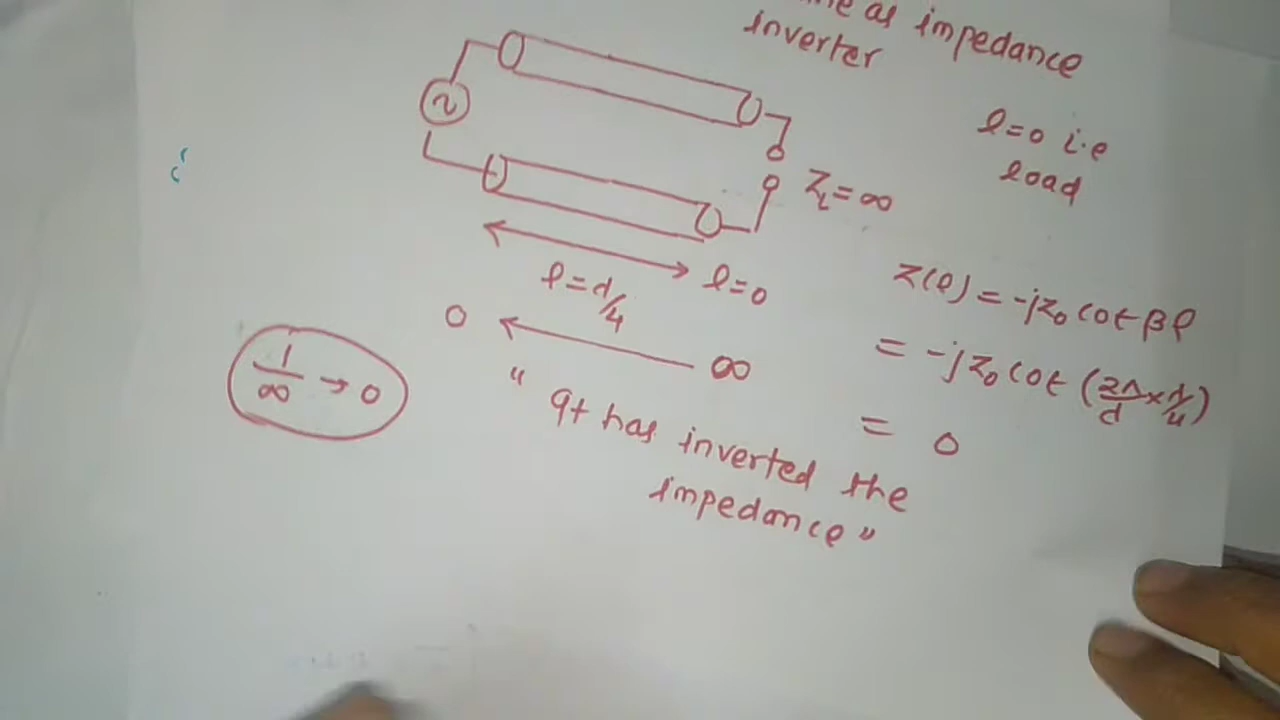 as impedance
inverter
l=0 i.e
load
Z_L=∞
l=0
l=λ/4
Z(l)=-jZ₀ cot βl
=-jZ₀ cot (2π/λ×λ/4)
= 0
0
∞
1/∞ → 0
"It has inverted the
impedance"